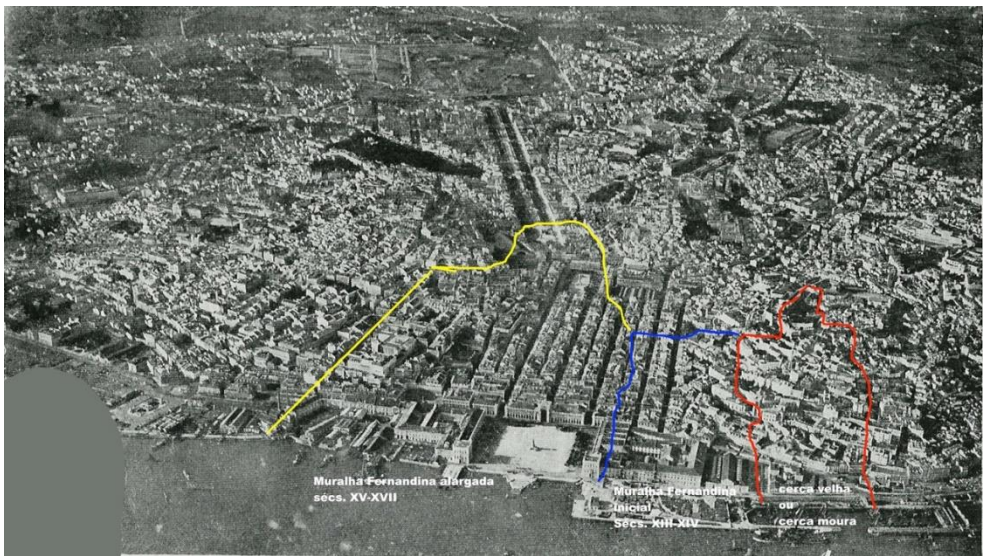 Muralha Fernandina alargada
sécs. XV-XVII
Muralha Fernandina
Inicial
Sécs. XIII-XIV
cerca velha
ou
cerca moura